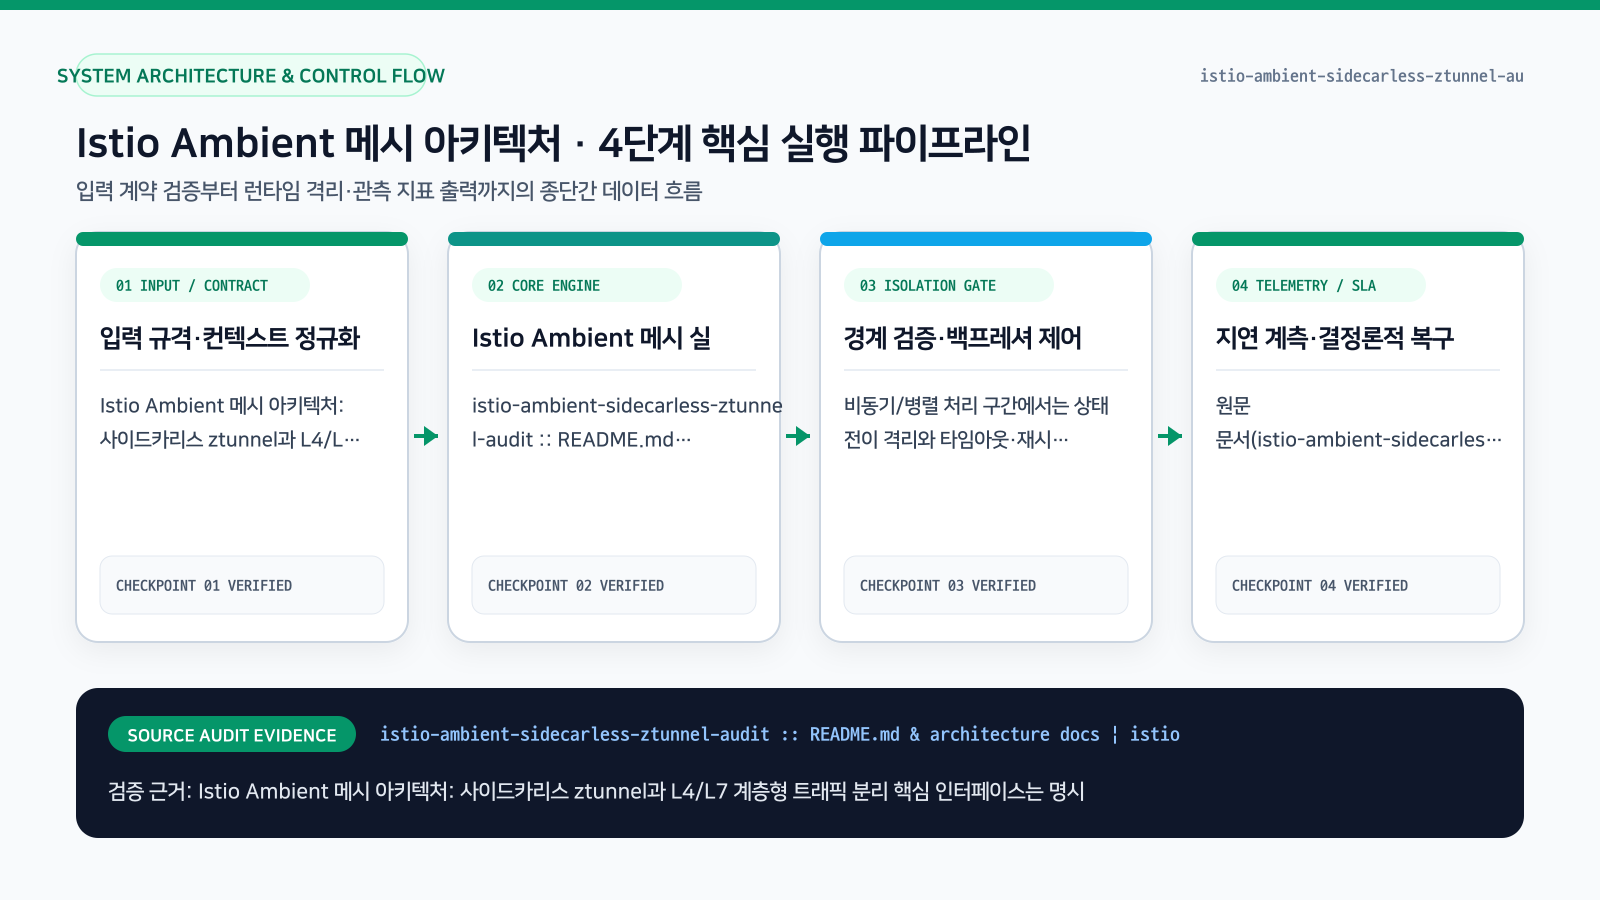 SYSTEM ARCHITECTURE & CONTROL FLOW
istio-ambient-sidecarless-ztunnel-au
Istio Ambient 메시 아키텍처 · 4단계 핵심 실행 파이프라인
입력 계약 검증부터 런타임 격리·관측 지표 출력까지의 종단간 데이터 흐름
01 INPUT / CONTRACT
입력 규격·컨텍스트 정규화
Istio Ambient 메시 아키텍처:
사이드카리스 ztunnel과 L4/L…
CHECKPOINT 01 VERIFIED
02 CORE ENGINE
Istio Ambient 메시 실
istio-ambient-sidecarless-ztunne
l-audit :: README.md…
CHECKPOINT 02 VERIFIED
03 ISOLATION GATE
경계 검증·백프레셔 제어
비동기/병렬 처리 구간에서는 상태
전이 격리와 타임아웃·재시…
CHECKPOINT 03 VERIFIED
04 TELEMETRY / SLA
지연 계측·결정론적 복구
원문
문서(istio-ambient-sidecarles…
CHECKPOINT 04 VERIFIED
SOURCE AUDIT EVIDENCE
istio-ambient-sidecarless-ztunnel-audit :: README.md & architecture docs | istio
검증 근거: Istio Ambient 메시 아키텍처: 사이드카리스 ztunnel과 L4/L7 계층형 트래픽 분리 핵심 인터페이스는 명시